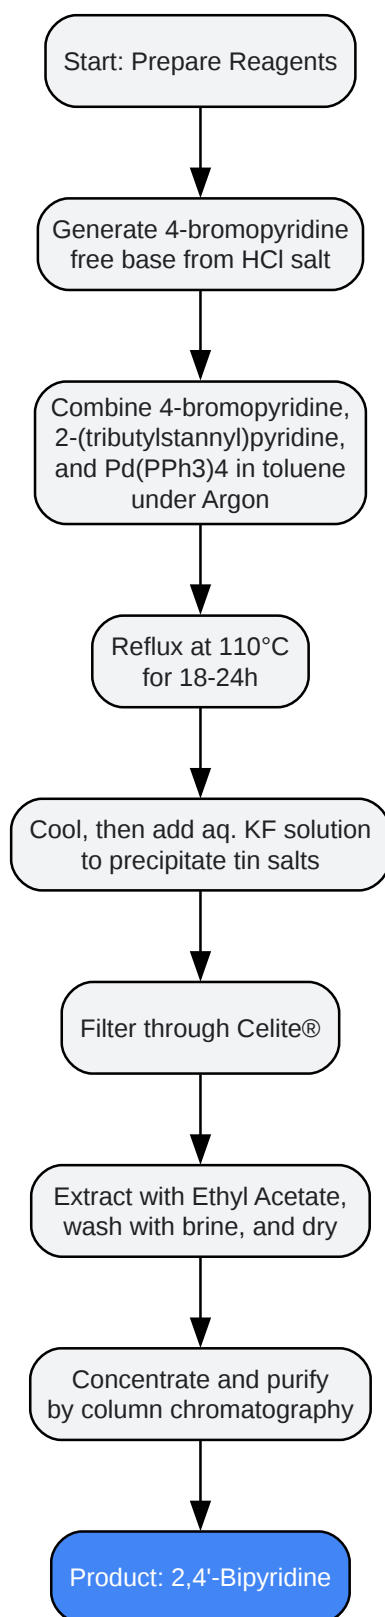 Start: Prepare Reagents
Generate 4-bromopyridine
free base from HCl salt
Combine 4-bromopyridine,
2-(tributylstannyl)pyridine,
and Pd(PPh3)4 in toluene
under Argon
Reflux at 110°C
for 18-24h
Cool, then add aq. KF solution
to precipitate tin salts
Filter through Celite®
Extract with Ethyl Acetate,
wash with brine, and dry
Concentrate and purify
by column chromatography
Product: 2,4'-Bipyridine